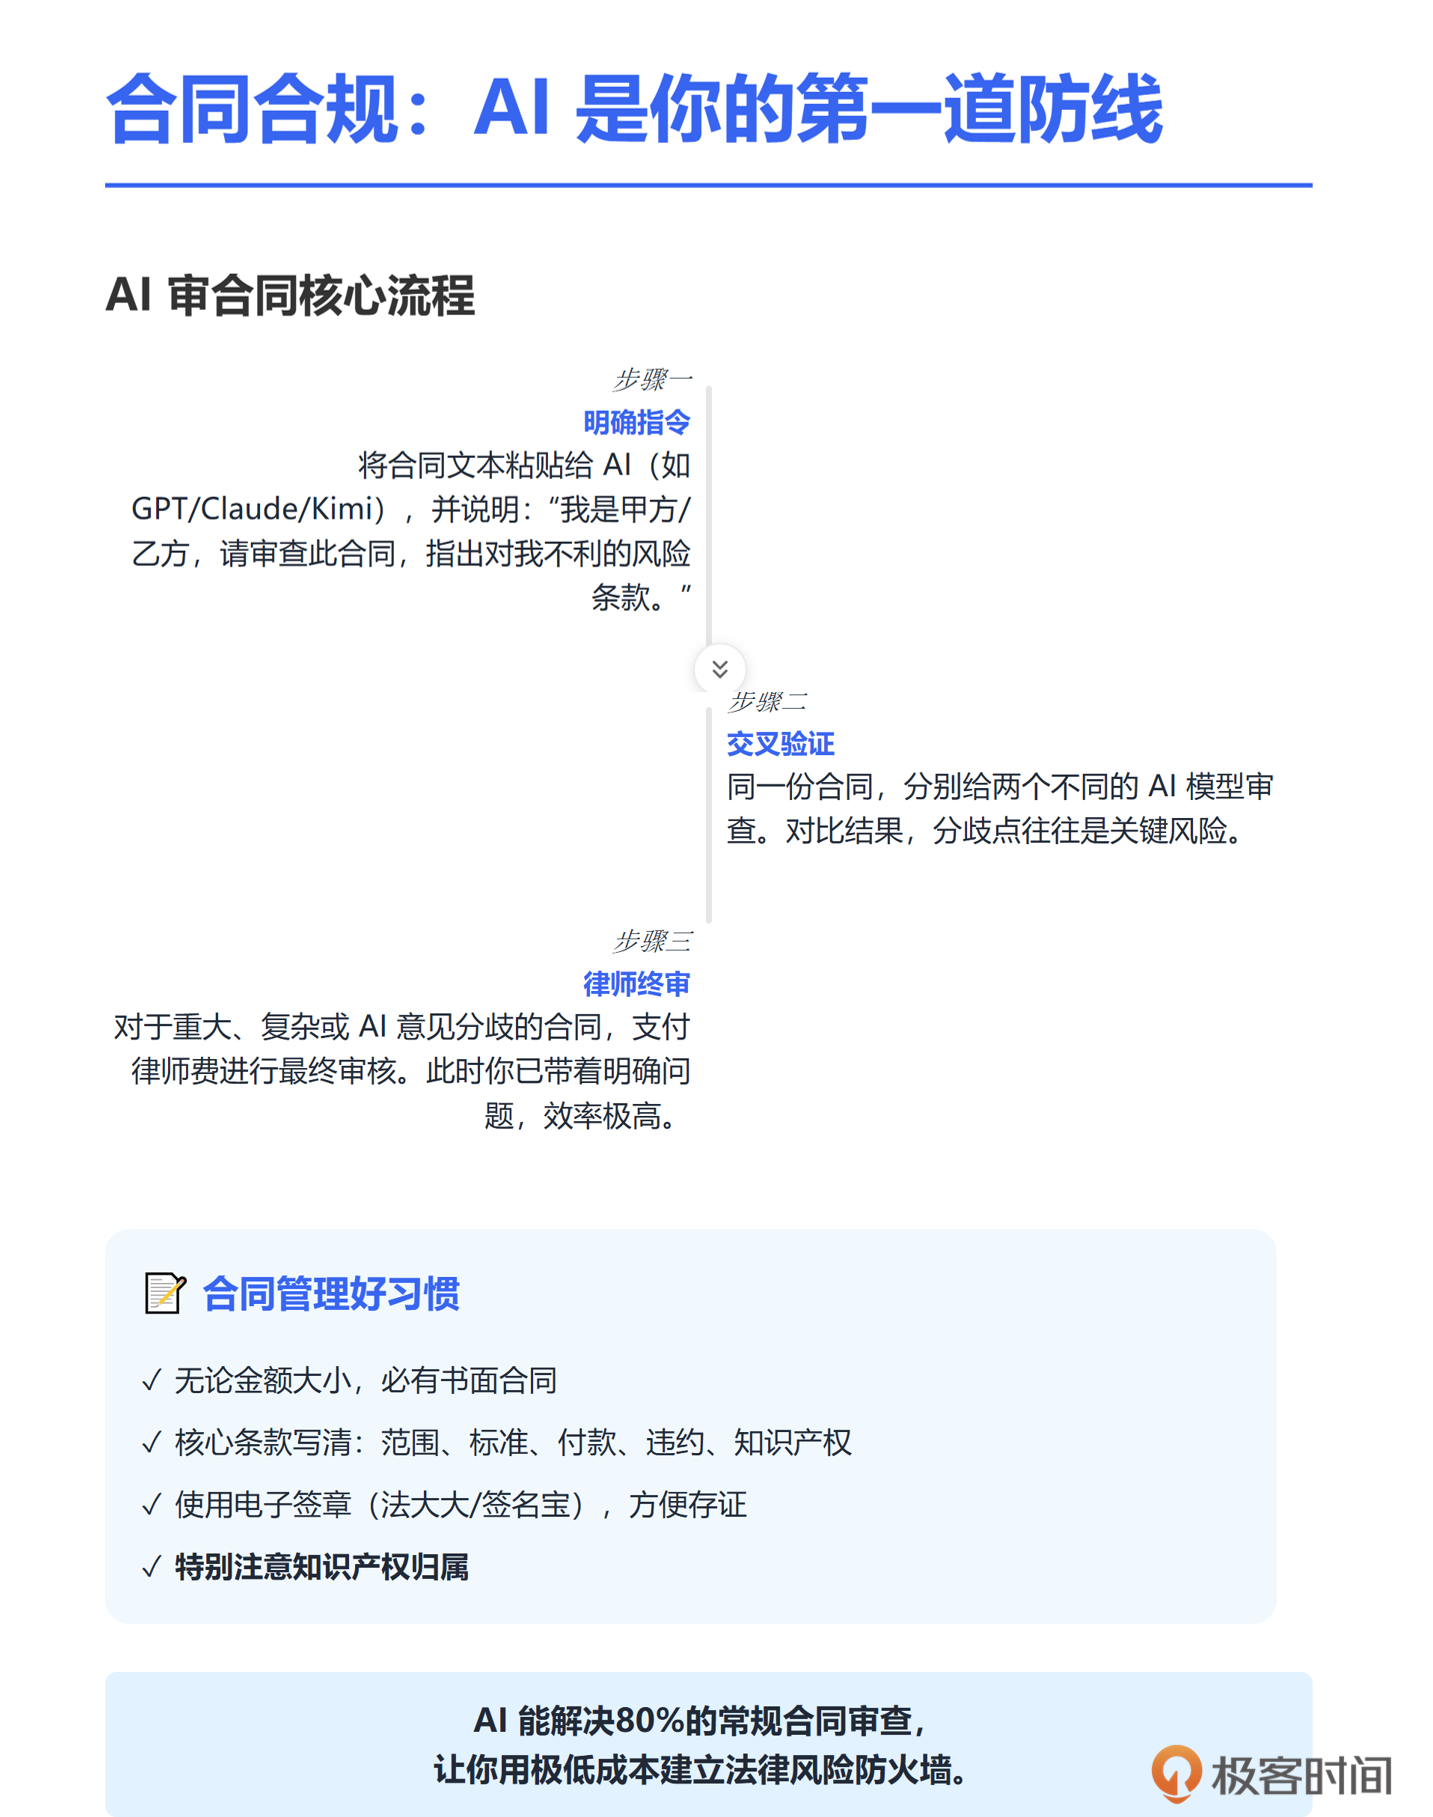 合同合规：AI 是你的第一道防线
AI 审合同核心流程
步骤一
明确指令
将合同文本粘贴给 AI（如
GPT/Claude/Kimi），并说明：“我是甲方/
乙方，请审查此合同，指出对我不利的风险
条款。”
步骤二
交叉验证
同一份合同，分别给两个不同的 AI 模型审
查。对比结果，分歧点往往是关键风险。
步骤三
律师终审
对于重大、复杂或 AI 意见分歧的合同，支付
律师费进行最终审核。此时你已带着明确问
题，效率极高。
合同管理好习惯
✓ 无论金额大小，必有书面合同
✓ 核心条款写清：范围、标准、付款、违约、知识产权
✓ 使用电子签章（法大大/签名宝），方便存证
✓ 特别注意知识产权归属
AI 能解决80%的常规合同审查，
让你用极低成本建立法律风险防火墙。
极客时间